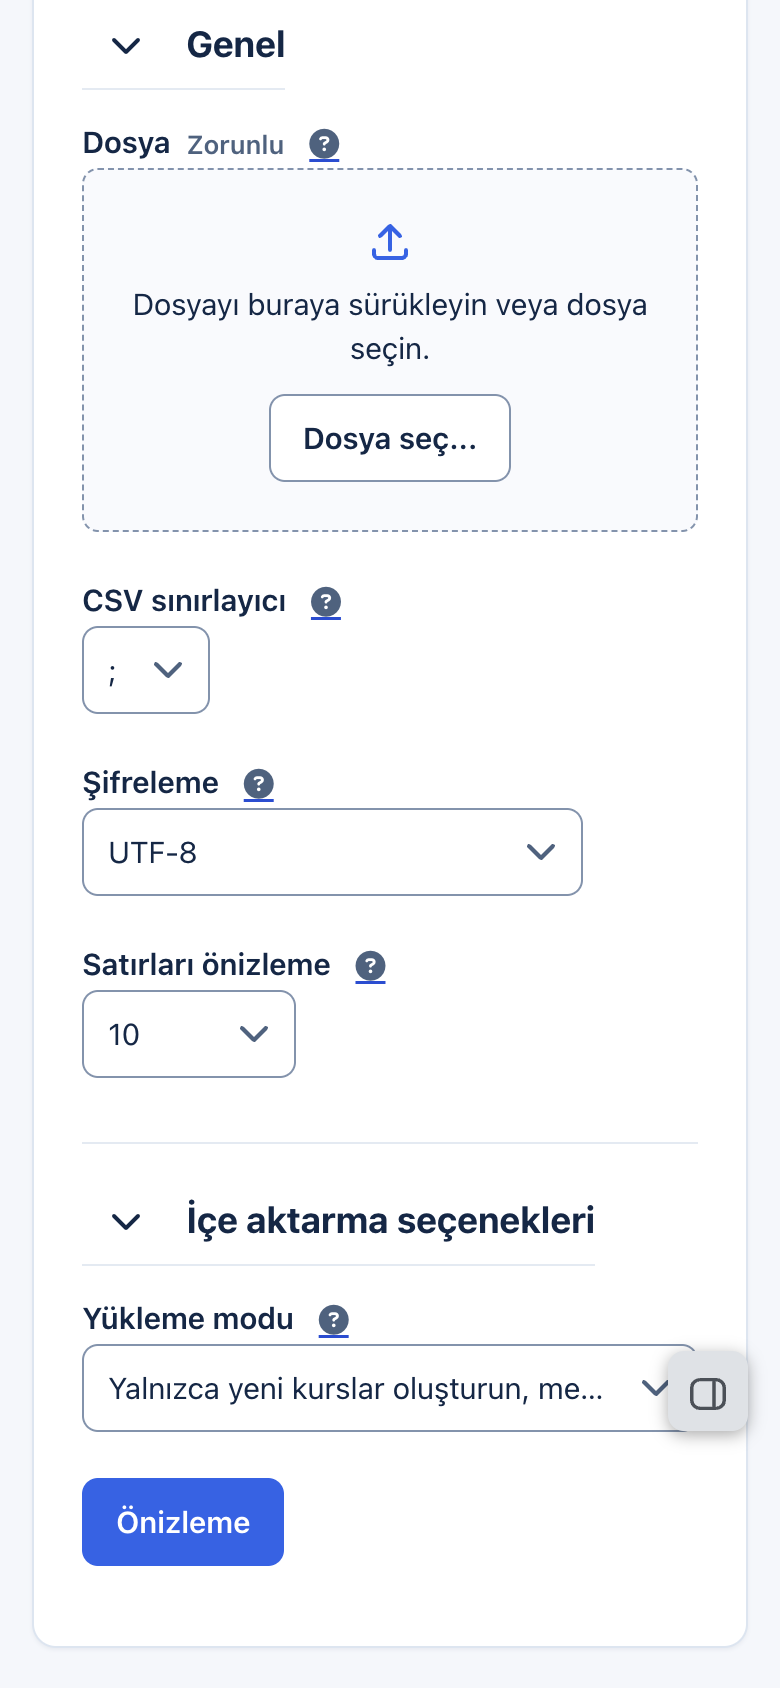 Genel
Dosya Zorunlu ?
Dosyayı buraya sürükleyin veya dosya
seçin.
Dosya seç...
CSV sınırlayıcı ?
;
Şifreleme ?
UTF-8
Satırları önizleme ?
10
İçe aktarma seçenekleri
Yükleme modu ?
Yalnızca yeni kurslar oluşturun, me...
Önizleme